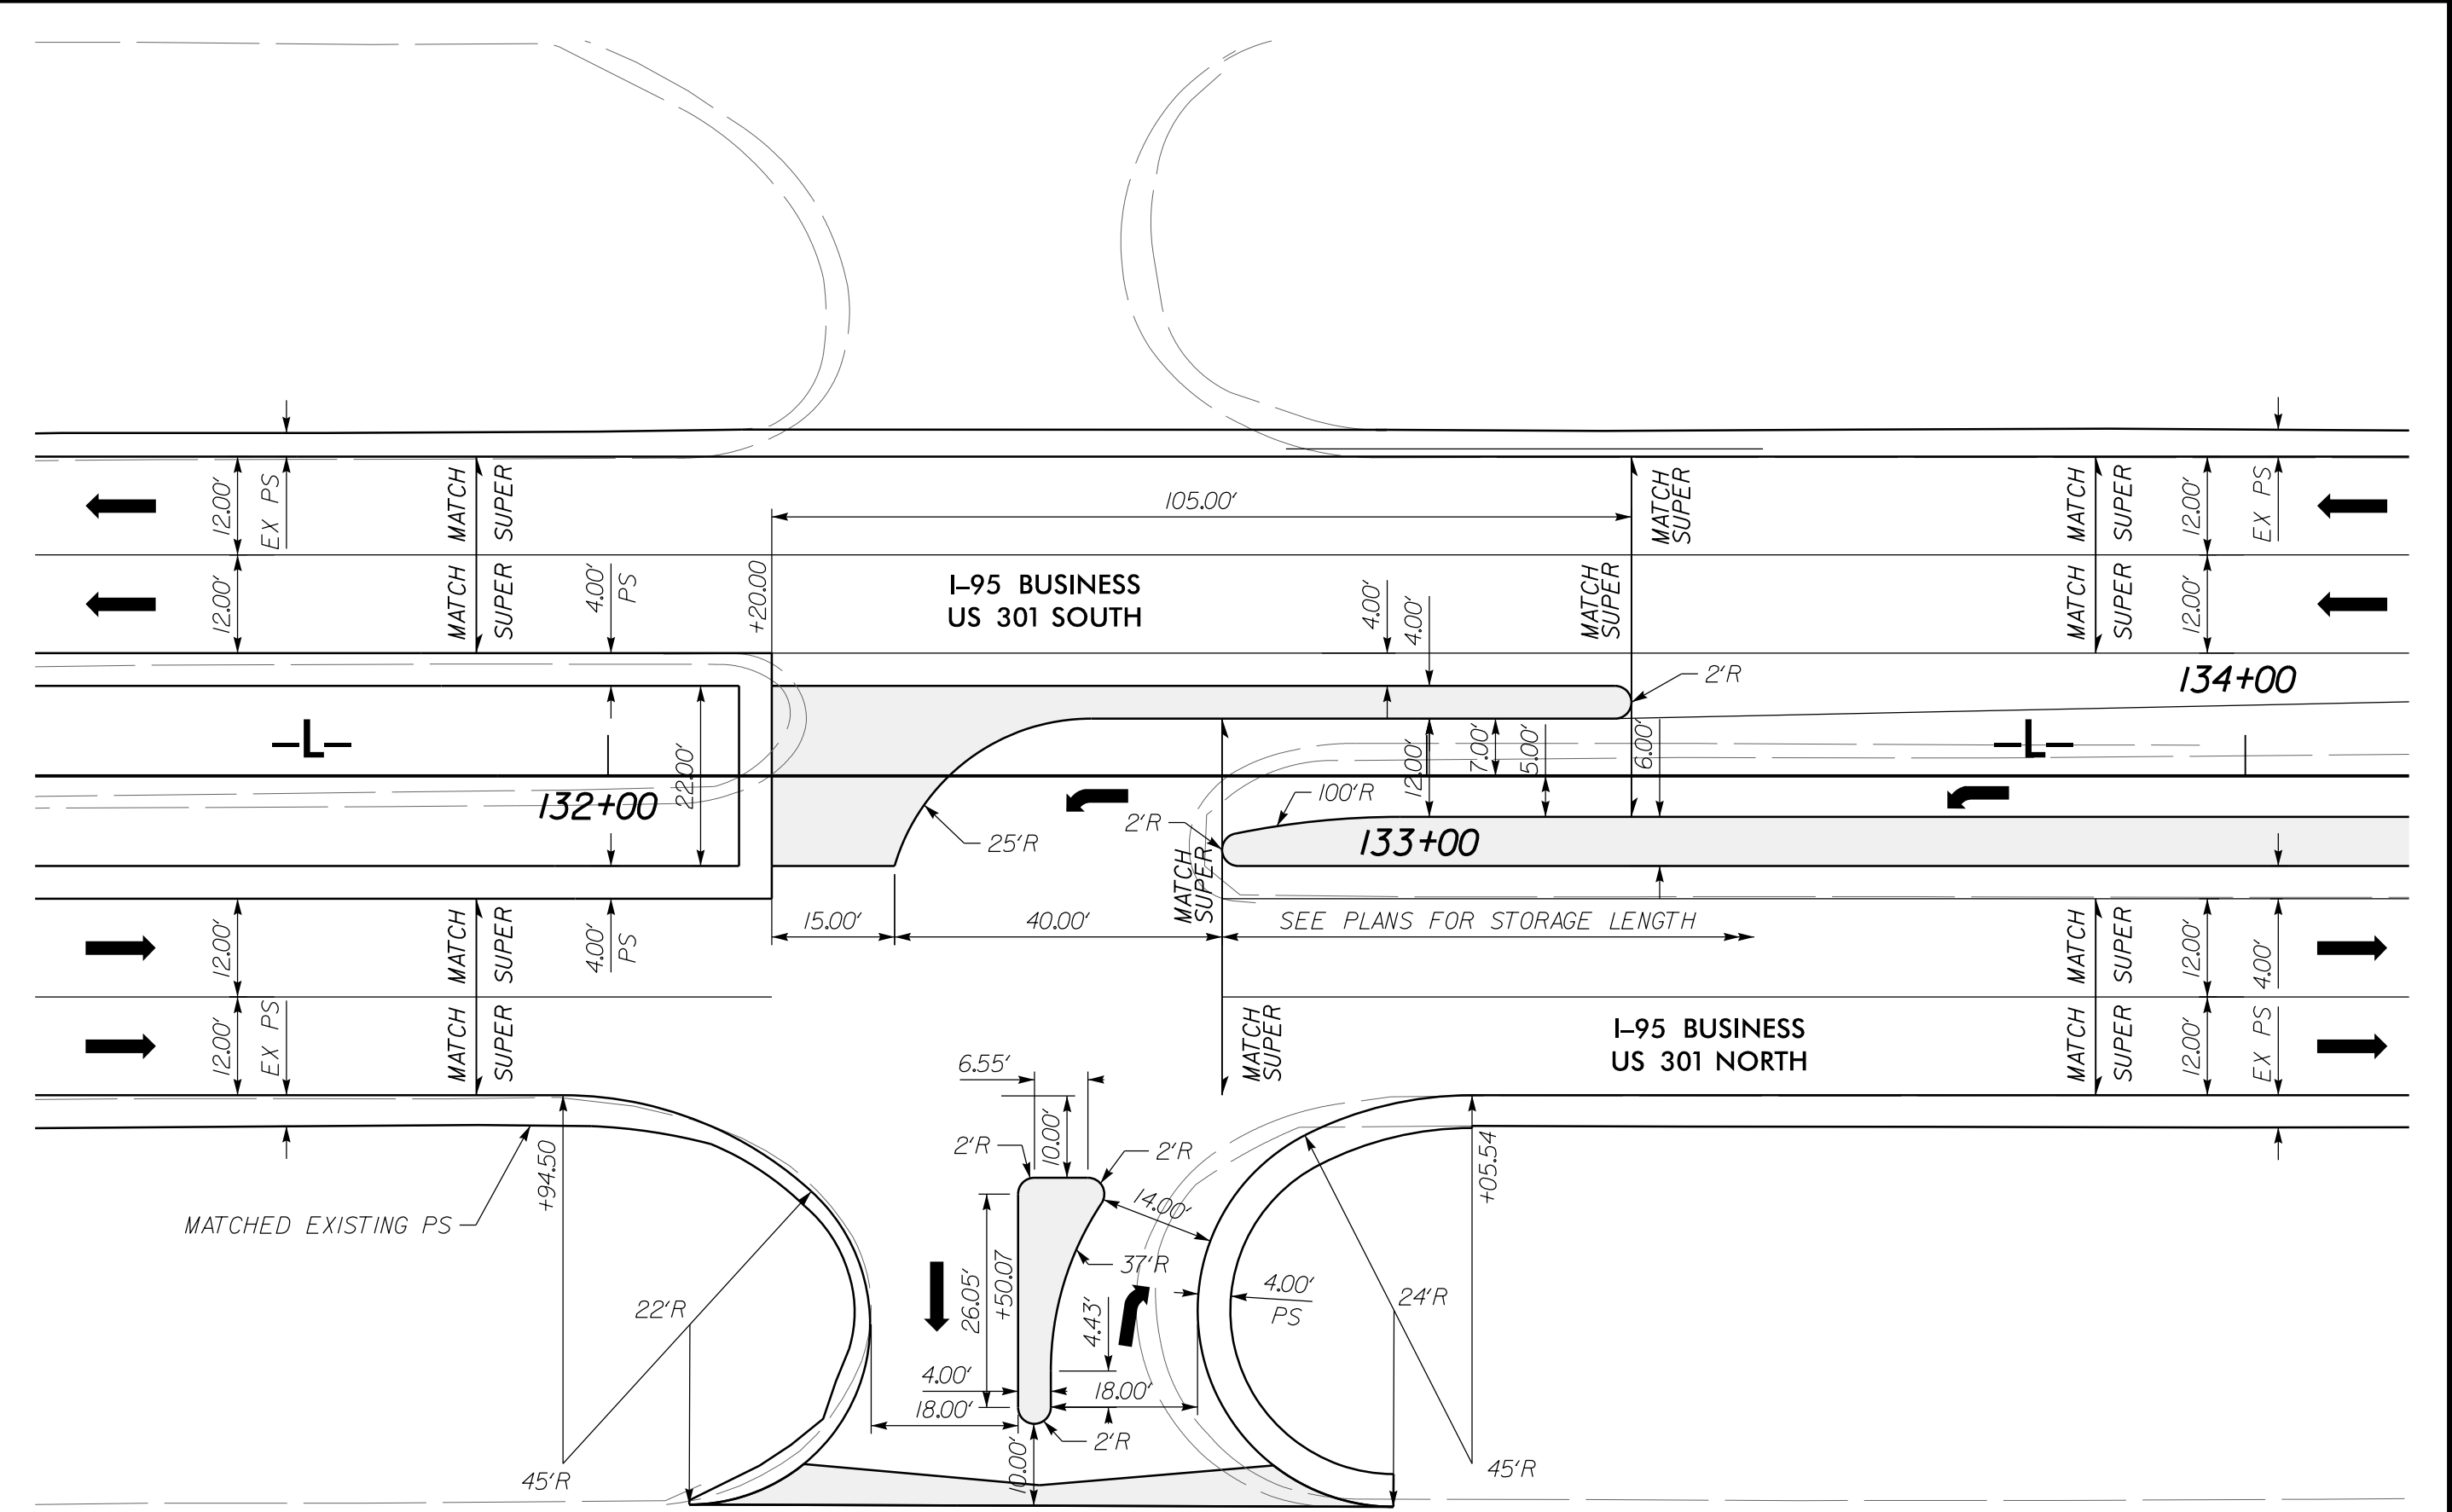 12.00'
EX PS
MATCH
SUPER
105.00'
MATCH
SUPER
MATCH
SUPER
12.00'
EX PS
12.00'
MATCH
SUPER
4.00'
PS
+20.00
I-95 BUSINESS
US 301 SOUTH
4.00'
4.00'
MATCH
SUPER
MATCH
SUPER
12.00'
2'R
134+00
-L-
22.00'
12.00'
7.00'
5.00'
6.00'
-L-
132+00
100'R
2'R
25'R
133+00
MATCH
SUPER
15.00'
40.00'
SEE PLANS FOR STORAGE LENGTH
12.00'
MATCH
SUPER
4.00'
PS
MATCH
SUPER
12.00'
4.00'
12.00'
EX PS
MATCH
SUPER
MATCH
SUPER
I-95 BUSINESS
US 301 NORTH
MATCH
SUPER
12.00'
EX PS
6.55'
10.00'
2'R
2'R
+94.50
+05.54
MATCHED EXISTING PS
14.00'
37'R
26.05'
+50.07
4.43'
4.00'
PS
22'R
24'R
4.00'
18.00'
18.00'
2'R
10.00'
45'R
45'R